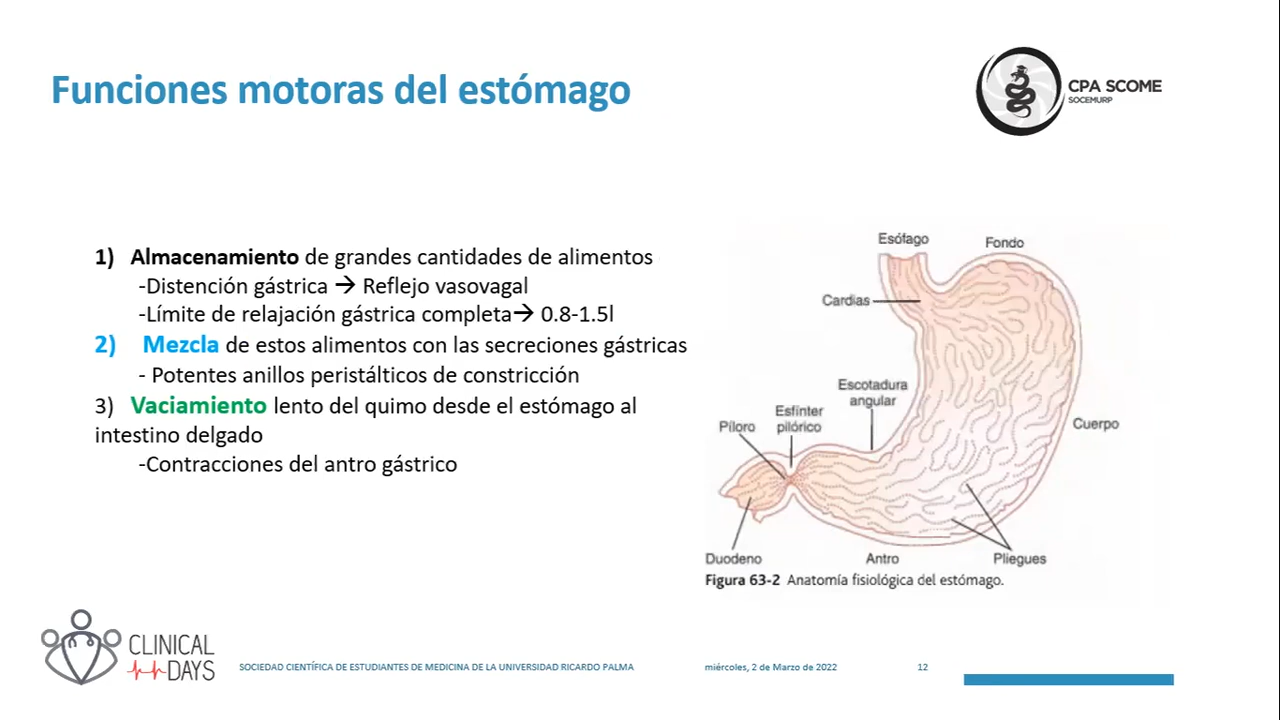 Funciones motoras del estómago
CPA SCOME
SOCEMURP
1) Almacenamiento de grandes cantidades de alimentos
-Distención gástrica → Reflejo vasovagal
-Límite de relajación gástrica completa→ 0.8-1.5l
2) Mezcla de estos alimentos con las secreciones gástricas
- Potentes anillos peristálticos de constricción
3) Vaciamiento lento del quimo desde el estómago al
intestino delgado
-Contracciones del antro gástrico
Esófago
Fondo
Cardias
Escotadura
angular
Esfínter
pilórico
Píloro
Cuerpo
Duodeno
Antro
Pliegues
Figura 63-2 Anatomía fisiológica del estómago.
CLINICAL
DAYS
SOCIEDAD CIENTÍFICA DE ESTUDIANTES DE MEDICINA DE LA UNIVERSIDAD RICARDO PALMA
miércoles, 2 de Marzo de 2022
12